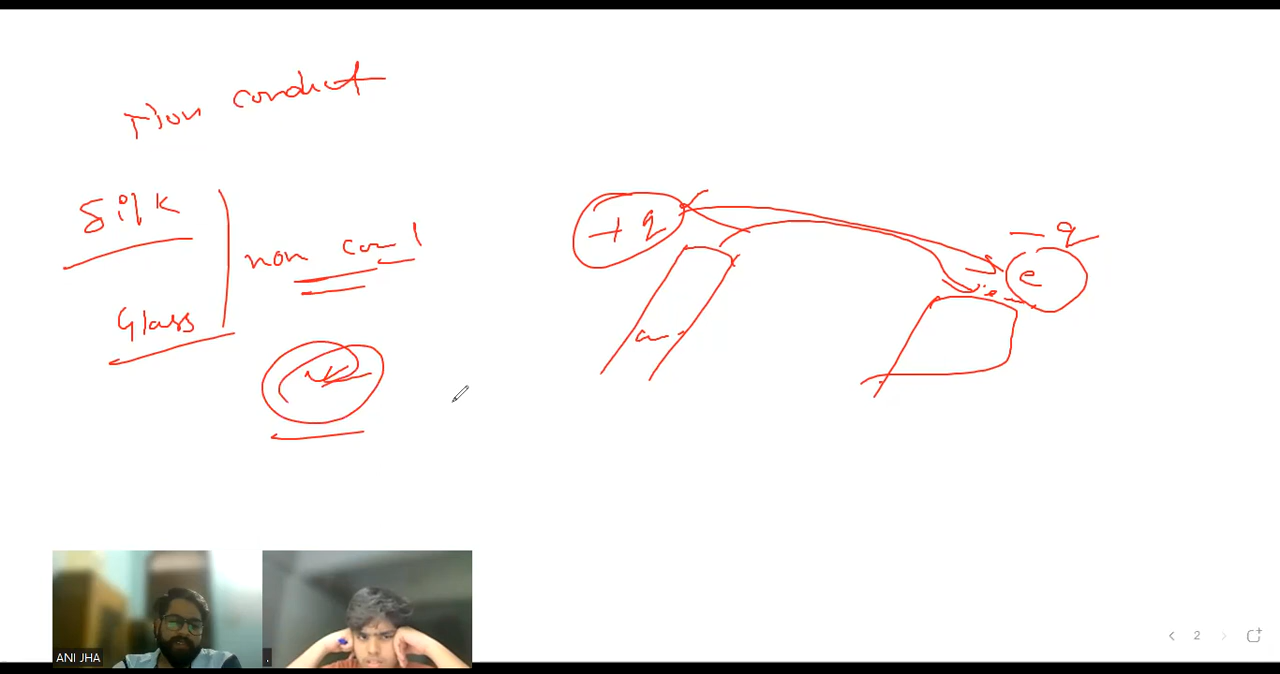 Non conduct
Silk
non con
Glass
+ q
- q
e
ANI JHA
2